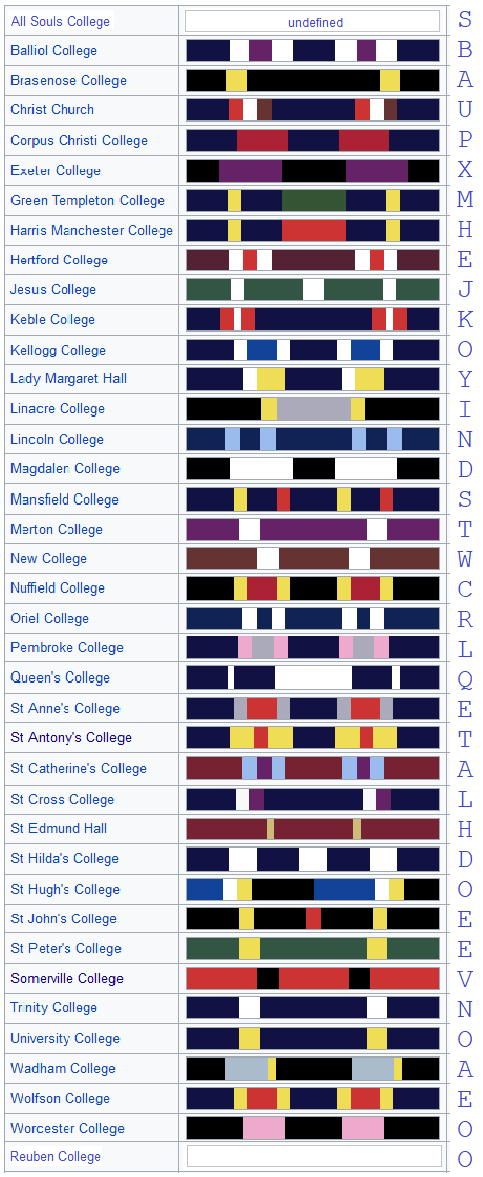 All Souls College undefined S
Balliol College B
Brasenose College A
Christ Church U
Corpus Christi College P
Exeter College X
Green Templeton College M
Harris Manchester College H
Hertford College E
Jesus College J
Keble College K
Kellogg College O
Lady Margaret Hall Y
Linacre College I
Lincoln College N
Magdalen College D
Mansfield College S
Merton College T
New College W
Nuffield College C
Oriel College R
Pembroke College L
Queen's College Q
St Anne's College E
St Antony's College T
St Catherine's College A
St Cross College L
St Edmund Hall H
St Hilda's College D
St Hugh's College O
St John's College E
St Peter's College E
Somerville College V
Trinity College N
University College O
Wadham College A
Wolfson College E
Worcester College O
Reuben College O